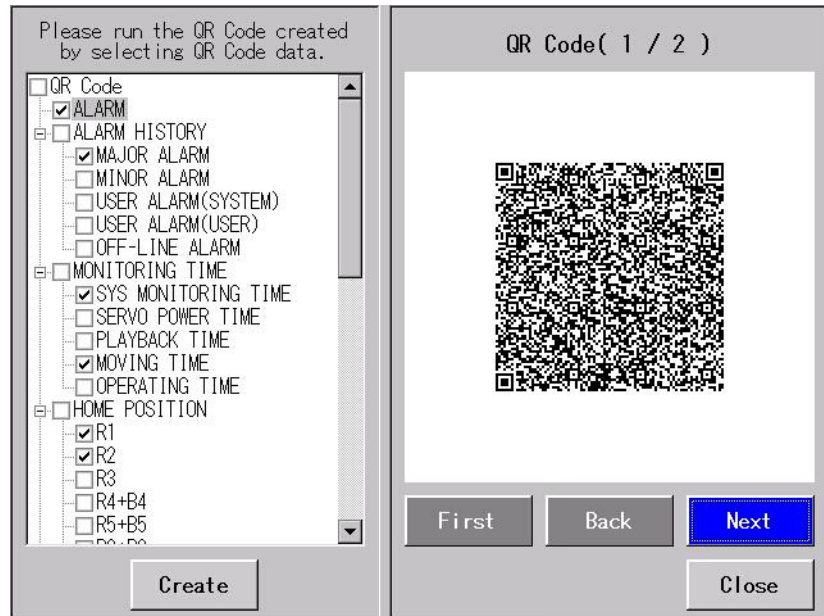 Please run the QR Code created
by selecting QR Code data.
QR Code
ALARM
ALARM HISTORY
MAJOR ALARM
MINOR ALARM
USER ALARM(SYSTEM)
USER ALARM(USER)
OFF-LINE ALARM
MONITORING TIME
SYS MONITORING TIME
SERVO POWER TIME
PLAYBACK TIME
MOVING TIME
OPERATING TIME
HOME POSITION
R1
R2
R3
R4+B4
R5+B5
Create
QR Code( 1 / 2 )
First
Back
Next
Close